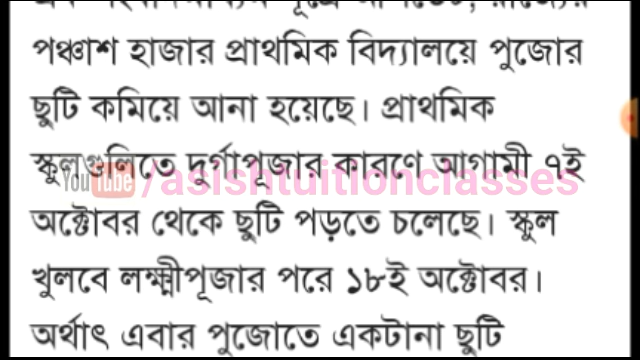 পঞ্চাশ হাজার প্রাথমিক বিদ্যালয়ে পুজোর
ছুটি কমিয়ে আনা হয়েছে। প্রাথমিক
স্কুলগুলিতে দুর্গাপূজার কারণে আগামী ৭ই
YouTube/asishtuitionclasses
অক্টোবর থেকে ছুটি পড়তে চলেছে। স্কুল
খুলবে লক্ষ্মীপূজার পরে ১৮ই অক্টোবর।
অর্থাৎ এবার পুজোতে একটানা ছুটি